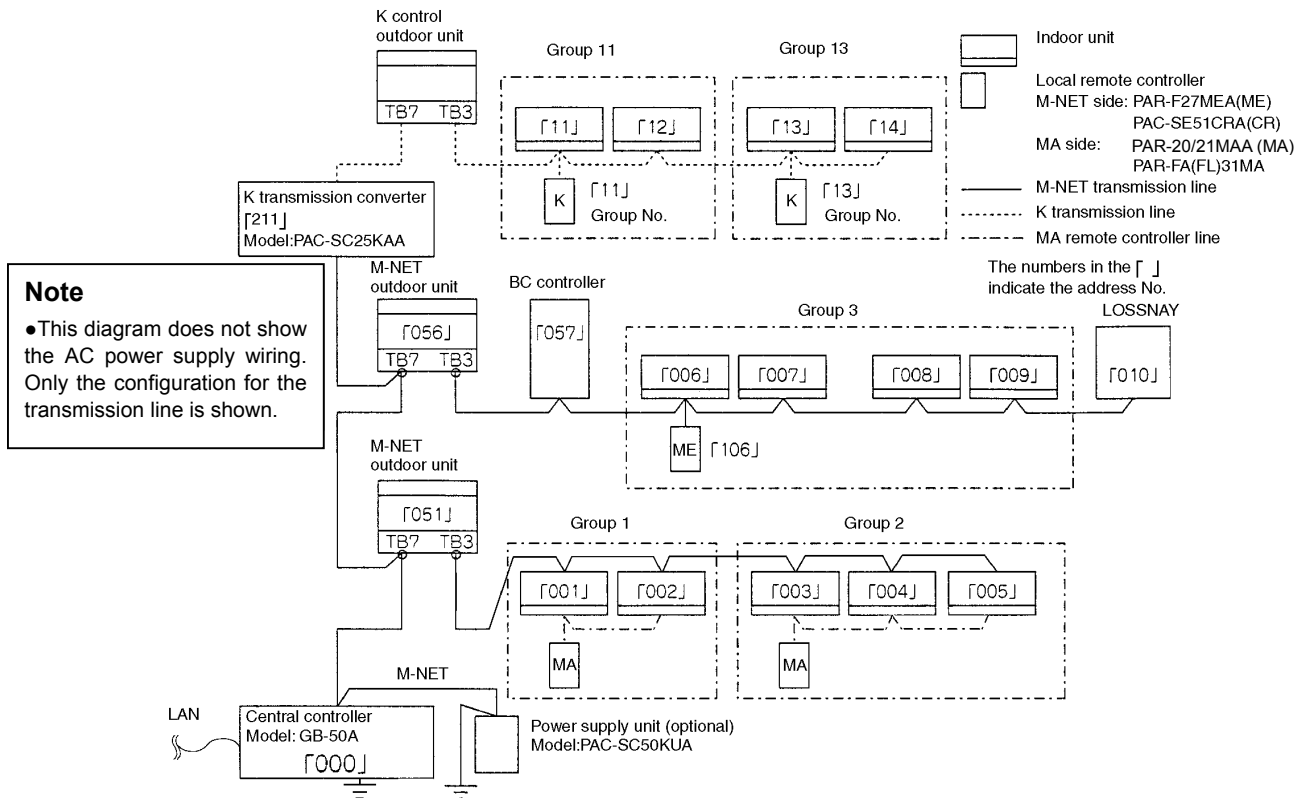 K control
outdoor unit
TB7 TB3
Group 11
Group 13
「11」 「12」 「13」 「14」
K 「11」
Group No.
K 「13」
Group No.
Indoor unit
Local remote controller
M-NET side: PAR-F27MEA(ME)
PAC-SE51CRA(CR)
MA side: PAR-20/21MAA (MA)
PAR-FA(FL)31MA
M-NET transmission line
K transmission line
MA remote controller line
The numbers in the「 」
indicate the address No.
K transmission converter
「211」
Model:PAC-SC25KAA
Note
●This diagram does not show
the AC power supply wiring.
Only the configuration for the
transmission line is shown.
M-NET
outdoor unit
「056」
TB7 TB3
BC controller
「057」
Group 3
「006」 「007」 「008」 「009」
ME 「106」
LOSSNAY
「010」
M-NET
outdoor unit
「051」
TB7 TB3
Group 1
「001」 「002」
MA
Group 2
「003」 「004」 「005」
MA
M-NET
LAN
Central controller
Model: GB-50A
「000」
Power supply unit (optional)
Model:PAC-SC50KUA